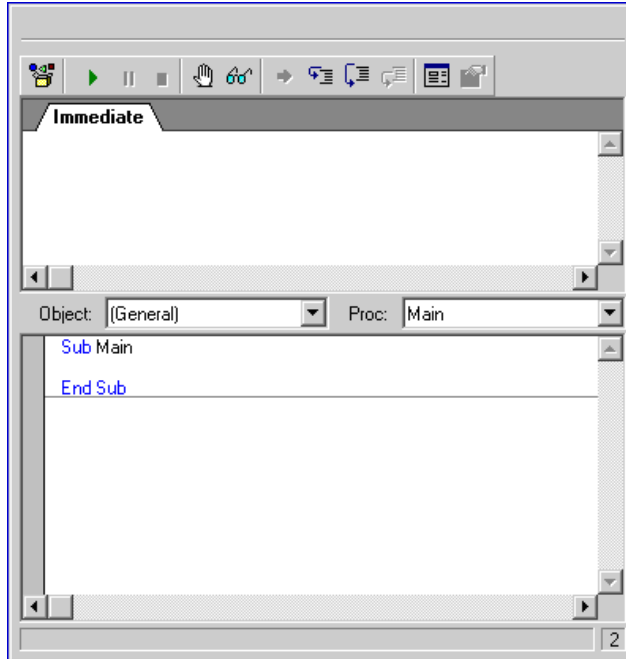 Immediate
Object: (General) Proc: Main
Sub Main
End Sub
2